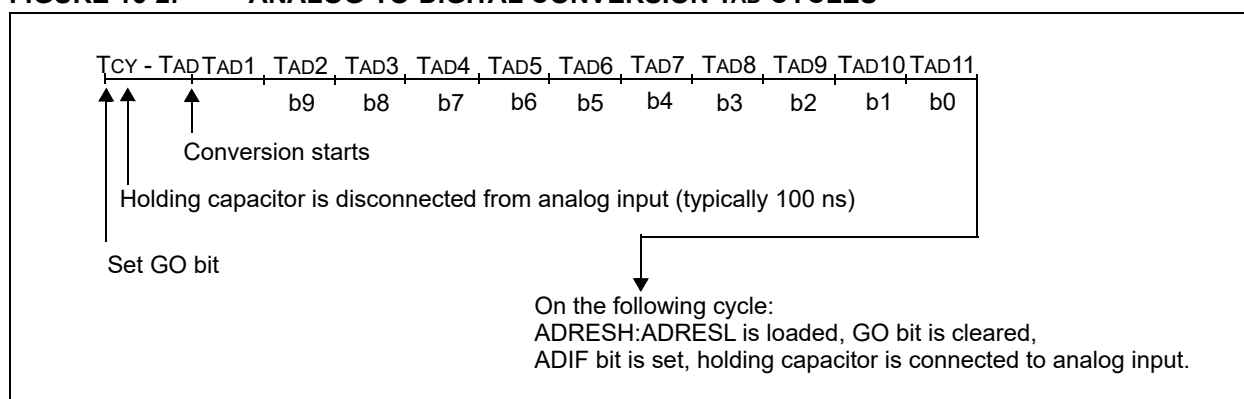 FIGURE 16-2: ANALOG-TO-DIGITAL CONVERSION TAD CYCLES
TCY - TAD TAD1 TAD2 TAD3 TAD4 TAD5 TAD6 TAD7 TAD8 TAD9 TAD10 TAD11
b9 b8 b7 b6 b5 b4 b3 b2 b1 b0
Conversion starts
Holding capacitor is disconnected from analog input (typically 100 ns)
Set GO bit
On the following cycle:
ADRESH:ADRESL is loaded, GO bit is cleared,
ADIF bit is set, holding capacitor is connected to analog input.